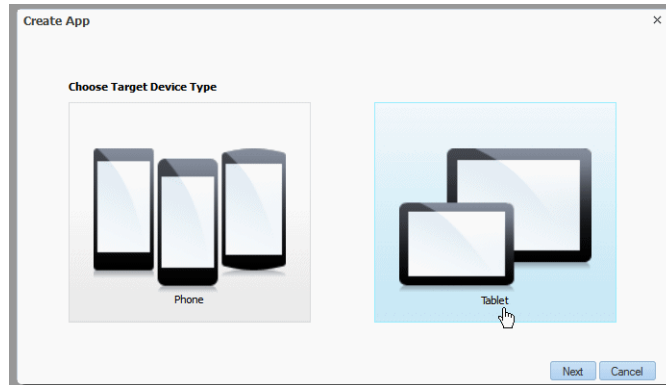 Create App
Choose Target Device Type
Phone
Tablet
Next
Cancel